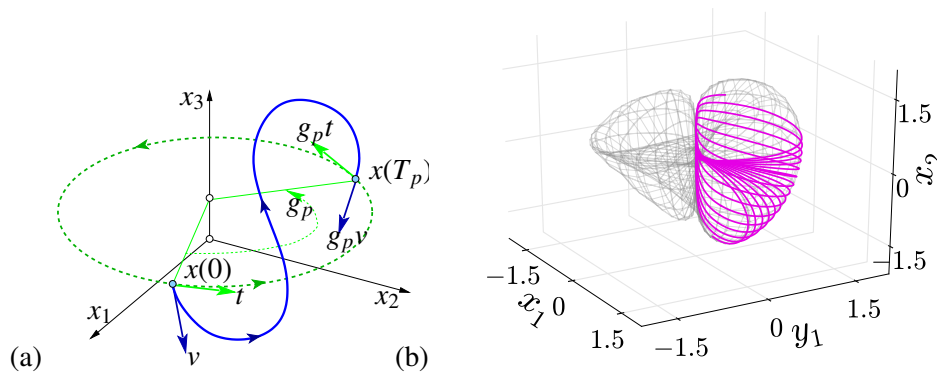 x₃
g_p t
x(T_p)
g_p
g_p v
x(0)
t
x₂
x₁
v
(a)
(b)
1.5
x₂
0
−1.5
−1.5
x₁
0
1.5
−1.5
0
y₁
1.5